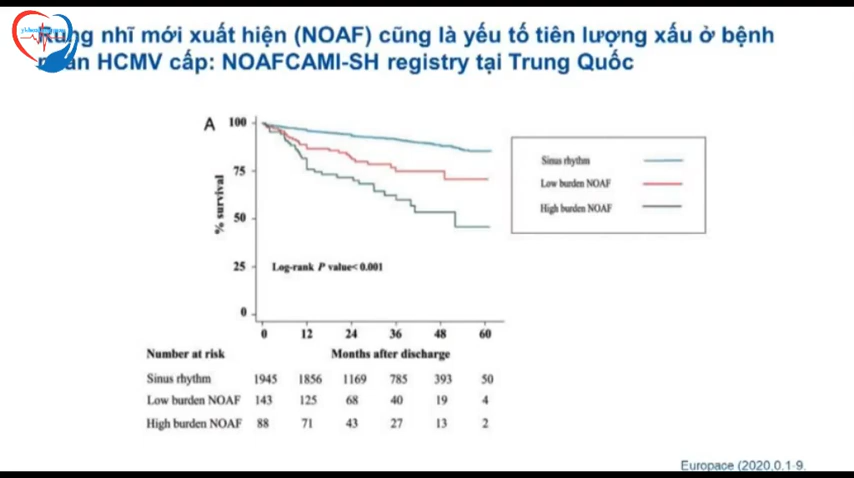 Rung nhĩ mới xuất hiện (NOAF) cũng là yếu tố tiên lượng xấu ở bệnh
HCMV cấp: NOAFCAMI-SH registry tại Trung Quốc
A
100
75
50
25
0
% survival
Sinus rhythm
Low burden NOAF
High burden NOAF
Log-rank P value< 0.001
0 12 24 36 48 60
Number at risk Months after discharge
Sinus rhythm 1945 1856 1169 785 393 50
Low burden NOAF 143 125 68 40 19 4
High burden NOAF 88 71 43 27 13 2
Europace (2020,0,1-9.